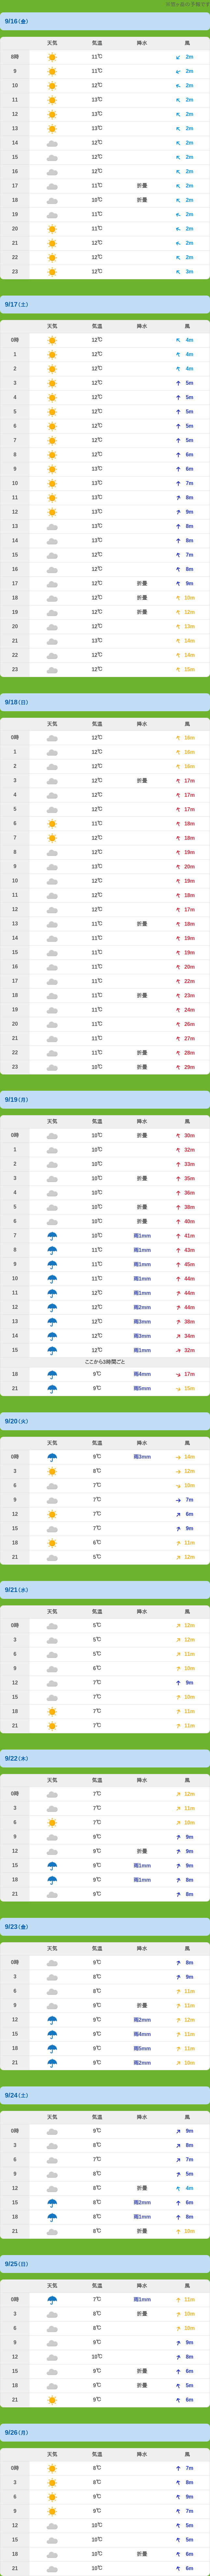 の予報です
9/16(金)
天気 気温 降水 風
8時 11℃ 2m
9 11℃ 2m
10 12℃ 2m
11 13℃ 2m
12 13℃ 2m
13 13℃ 2m
14 12℃ 2m
15 12℃ 2m
16 12℃ 2m
17 11℃ 折畳 2m
18 10℃ 折畳 2m
19 11℃ 2m
20 11℃ 2m
21 12℃ 2m
22 12℃ 2m
23 12℃ 3m
9/17(土)
天気 気温 降水 風
0時 12℃ 4m
1 12℃ 4m
2 12℃ 4m
3 12℃ 5m
4 12℃ 5m
5 12℃ 5m
6 12℃ 5m
7 12℃ 5m
8 12℃ 6m
9 13℃ 6m
10 13℃ 7m
11 13℃ 8m
12 13℃ 9m
13 13℃ 8m
14 13℃ 8m
15 12℃ 7m
16 12℃ 8m
17 12℃ 折畳 9m
18 12℃ 折畳 10m
19 12℃ 折畳 12m
20 12℃ 13m
21 13℃ 14m
22 12℃ 14m
23 12℃ 15m
9/18(日)
天気 気温 降水 風
0時 12℃ 16m
1 12℃ 16m
2 12℃ 16m
3 12℃ 折畳 17m
4 12℃ 17m
5 12℃ 17m
6 11℃ 18m
7 12℃ 18m
8 12℃ 19m
9 13℃ 20m
10 12℃ 19m
11 12℃ 18m
12 12℃ 17m
13 11℃ 折畳 18m
14 11℃ 19m
15 11℃ 19m
16 11℃ 20m
17 11℃ 22m
18 11℃ 折畳 23m
19 11℃ 24m
20 11℃ 26m
21 11℃ 27m
22 11℃ 折畳 28m
23 10℃ 折畳 29m
9/19(月)
天気 気温 降水 風
0時 10℃ 折畳 30m
1 10℃ 32m
2 10℃ 33m
3 10℃ 折畳 35m
4 10℃ 36m
5 10℃ 折畳 38m
6 10℃ 折畳 40m
7 10℃ 雨1mm 41m
8 11℃ 雨1mm 43m
9 11℃ 雨1mm 45m
10 11℃ 雨1mm 44m
11 12℃ 雨1mm 44m
12 12℃ 雨2mm 44m
13 12℃ 雨3mm 38m
14 12℃ 雨3mm 34m
15 12℃ 雨1mm 32m
ここから3時間ごと
18 9℃ 雨4mm 17m
21 9℃ 雨5mm 15m
9/20(火)
天気 気温 降水 風
0時 9℃ 雨3mm 14m
3 8℃ 12m
6 7℃ 10m
9 7℃ 7m
12 7℃ 6m
15 7℃ 9m
18 6℃ 11m
21 5℃ 12m
9/21(水)
天気 気温 降水 風
0時 5℃ 12m
3 5℃ 12m
6 5℃ 11m
9 6℃ 10m
12 7℃ 9m
15 7℃ 10m
18 7℃ 11m
21 7℃ 11m
9/22(木)
天気 気温 降水 風
0時 7℃ 12m
3 7℃ 11m
6 7℃ 10m
9 9℃ 9m
12 9℃ 折畳 9m
15 9℃ 雨1mm 9m
18 9℃ 雨1mm 8m
21 9℃ 8m
9/23(金)
天気 気温 降水 風
0時 9℃ 8m
3 8℃ 9m
6 8℃ 11m
9 9℃ 折畳 11m
12 9℃ 雨2mm 12m
15 9℃ 雨4mm 11m
18 9℃ 雨5mm 11m
21 9℃ 雨2mm 10m
9/24(土)
天気 気温 降水 風
0時 9℃ 9m
3 8℃ 8m
6 7℃ 7m
9 8℃ 5m
12 8℃ 折畳 4m
15 8℃ 雨2mm 6m
18 8℃ 雨1mm 8m
21 8℃ 折畳 10m
9/25(日)
天気 気温 降水 風
0時 7℃ 雨1mm 11m
3 8℃ 折畳 10m
6 8℃ 10m
9 9℃ 9m
12 10℃ 8m
15 9℃ 折畳 6m
18 9℃ 折畳 5m
21 9℃ 6m
9/26(月)
天気 気温 降水 風
0時 8℃ 7m
3 8℃ 8m
6 9℃ 9m
9 9℃ 7m
12 10℃ 5m
15 10℃ 5m
18 10℃ 折畳 6m
21 10℃ 6m